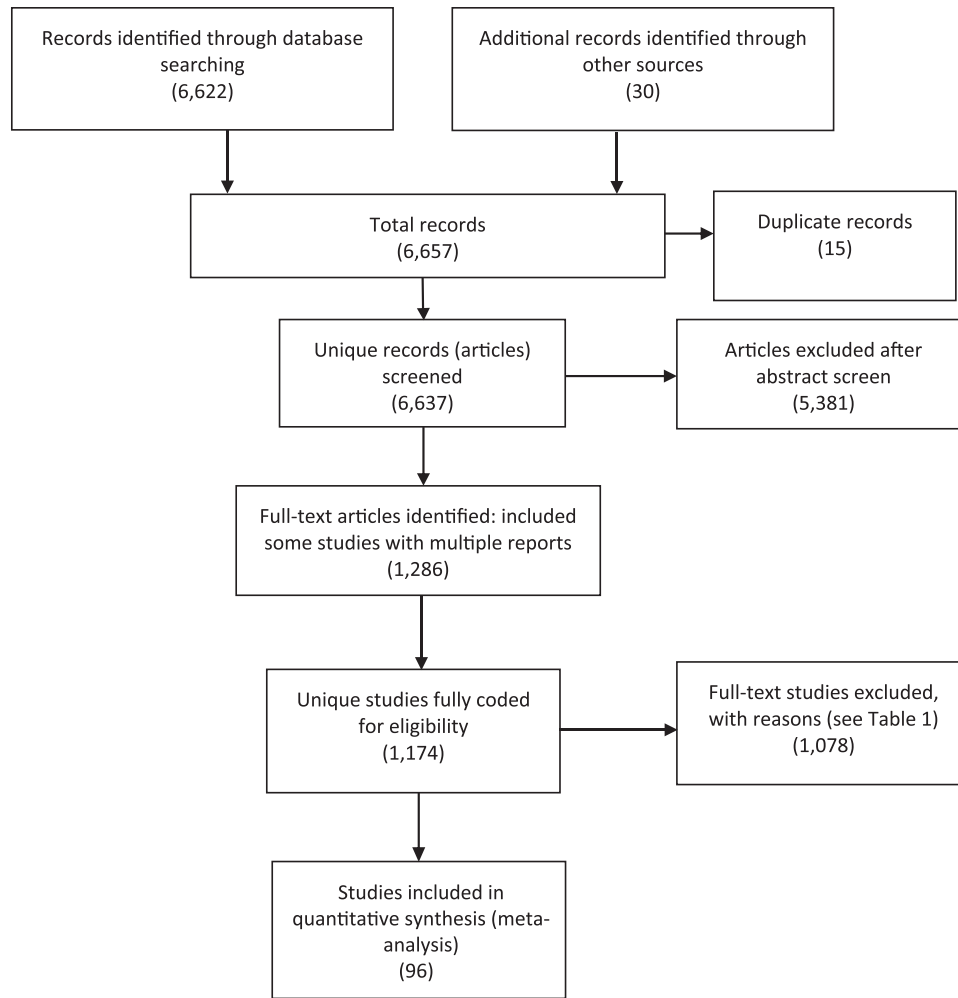 Records identified through database
searching
(6,622)
Additional records identified through
other sources
(30)
Total records
(6,657)
Duplicate records
(15)
Unique records (articles)
screened
(6,637)
Articles excluded after
abstract screen
(5,381)
Full-text articles identified: included
some studies with multiple reports
(1,286)
Unique studies fully coded
for eligibility
(1,174)
Full-text studies excluded,
with reasons (see Table 1)
(1,078)
Studies included in
quantitative synthesis (meta-
analysis)
(96)